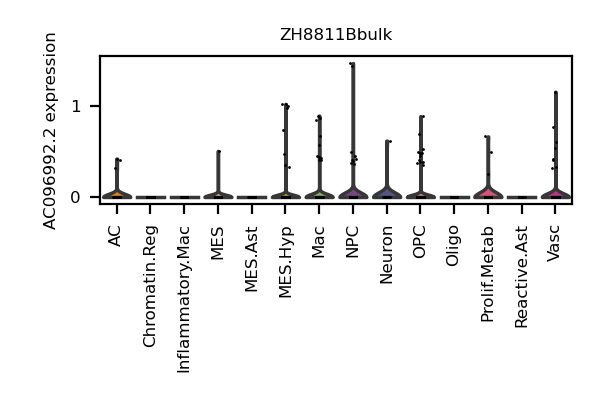 ZH8811Bbulk
AC096992.2 expression
1
0
AC
Chromatin.Reg
Inflammatory.Mac
MES
MES.Ast
MES.Hyp
Mac
NPC
Neuron
OPC
Oligo
Prolif.Metab
Reactive.Ast
Vasc